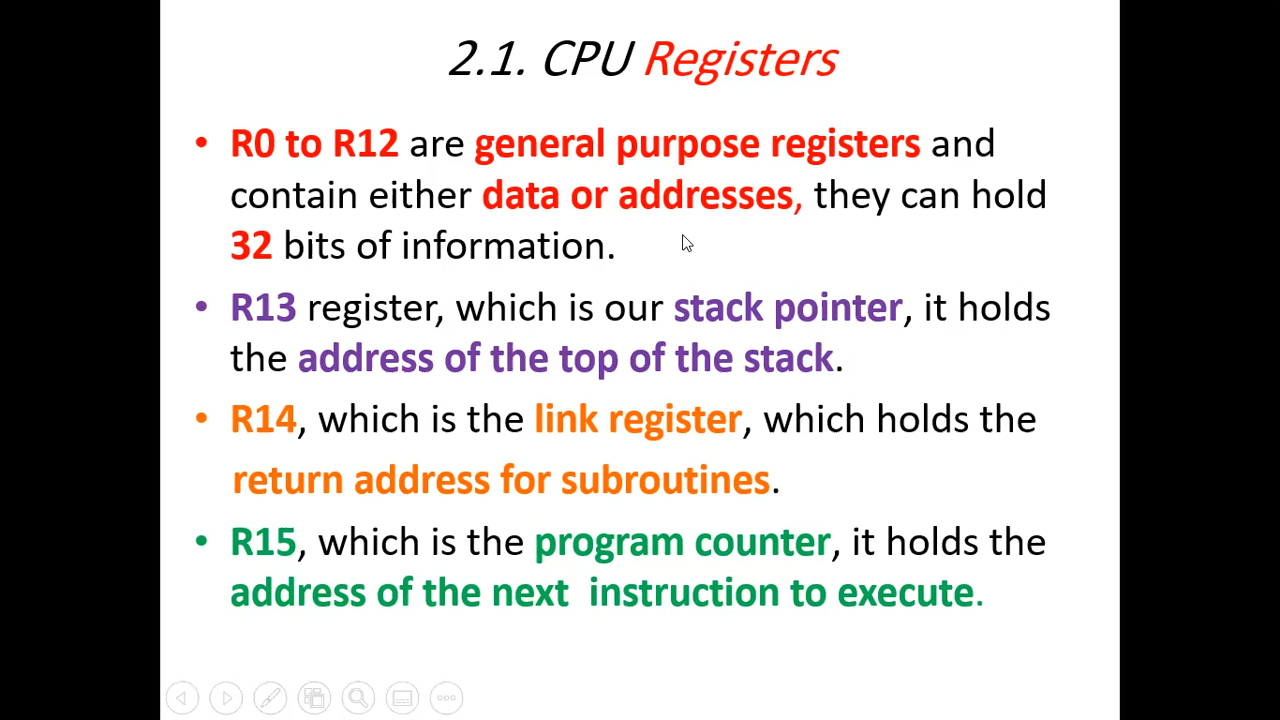 2.1. CPU Registers
• R0 to R12 are general purpose registers and
contain either data or addresses, they can hold
32 bits of information.
• R13 register, which is our stack pointer, it holds
the address of the top of the stack.
• R14, which is the link register, which holds the
return address for subroutines.
• R15, which is the program counter, it holds the
address of the next  instruction to execute.